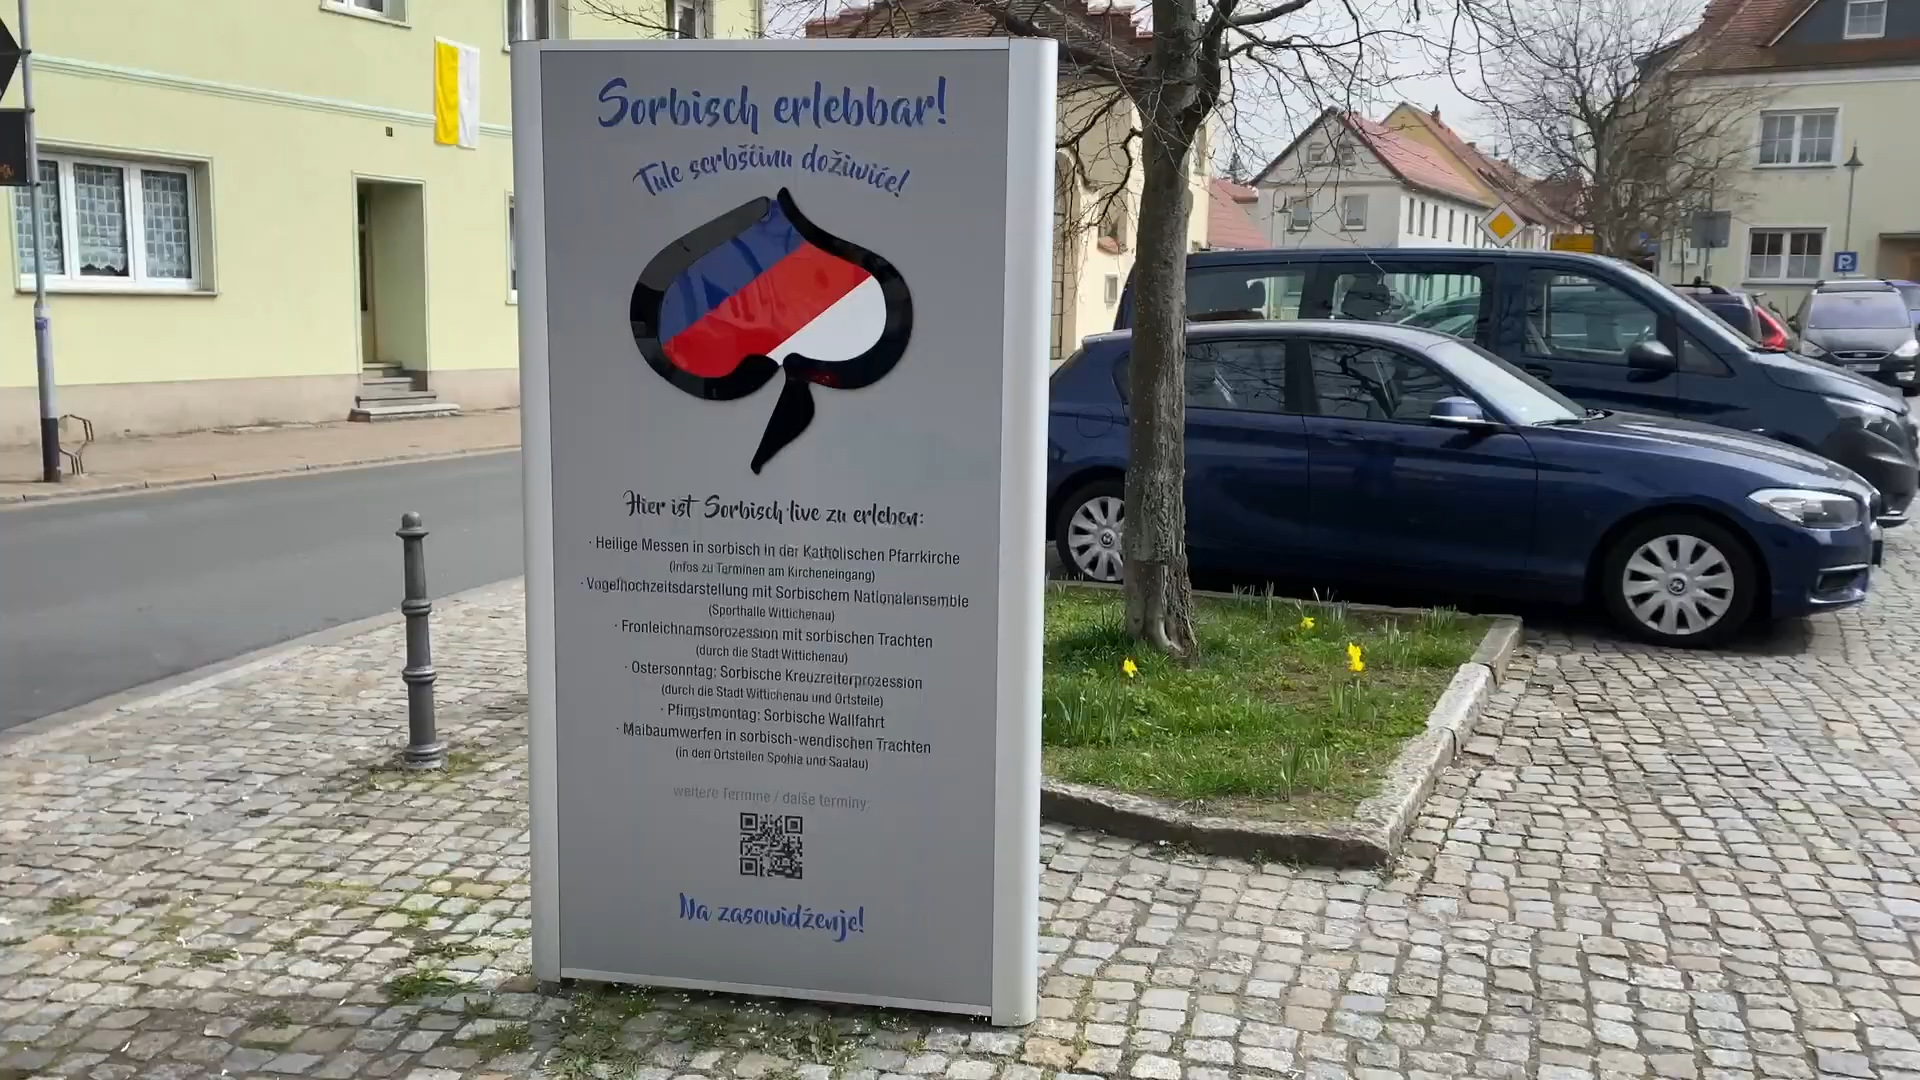 Sorbisch erlebbar!
Tule serbšćinu dožiwiće!
Hier ist Sorbisch live zu erleben:
· Heilige Messen in sorbisch in der Katholischen Pfarrkirche
(Infos zu Terminen am Kircheneingang)
· Vogelhochzeitsdarstellung mit Sorbischem Nationalensemble
(Sporthalle Wittichenau)
· Fronleichnamsprozession mit sorbischen Trachten
(durch die Stadt Wittichenau)
· Ostersonntag: Sorbische Kreuzreiterprozession
(durch die Stadt Wittichenau und Ortsteile)
· Pfingstmontag: Sorbische Wallfahrt
· Maibaumwerfen in sorbisch-wendischen Trachten
(in den Ortsteilen Spohla und Saalau)
weitere Termine / dalše terminy:
Na zasowidźenje!
P